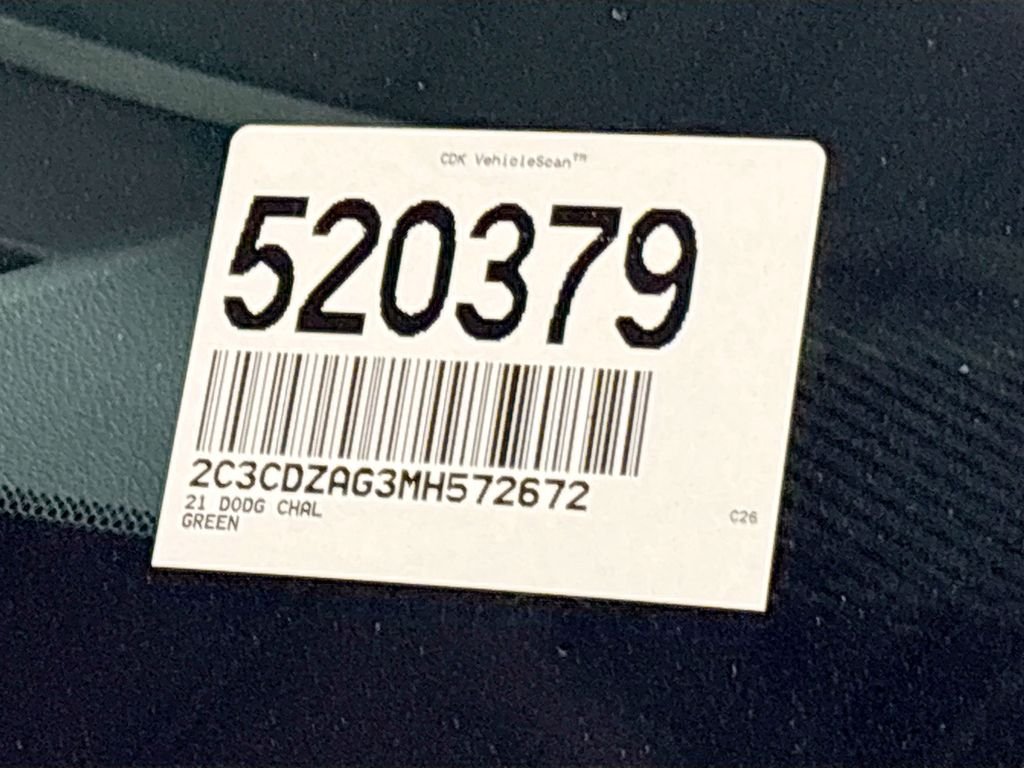 CDK VehicleScan™
520379
2C3CDZAG3MH572672
21 DODG CHAL
GREEN
C26